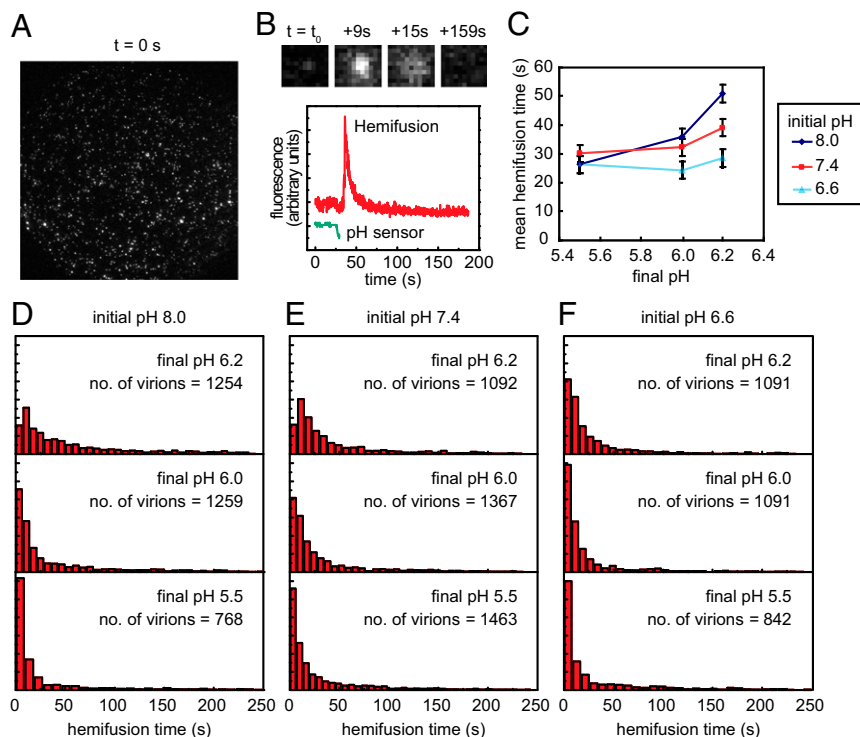 A
t = 0 s
B
t = t0
+9s
+15s
+159s
Hemifusion
pH sensor
fluorescence
(arbitrary units)
0 50 100 150 200
time (s)
C
60
50
40
30
20
10
0
mean hemifusion time (s)
5.4 5.6 5.8 6.0 6.2 6.4
final pH
initial pH
8.0
7.4
6.6
D
initial pH 8.0
final pH 6.2
no. of virions = 1254
final pH 6.0
no. of virions = 1259
final pH 5.5
no. of virions = 768
0 50 100 150 200 250
hemifusion time (s)
E
initial pH 7.4
final pH 6.2
no. of virions = 1092
final pH 6.0
no. of virions = 1367
final pH 5.5
no. of virions = 1463
0 50 100 150 200 250
hemifusion time (s)
F
initial pH 6.6
final pH 6.2
no. of virions = 1091
final pH 6.0
no. of virions = 1091
final pH 5.5
no. of virions = 842
0 50 100 150 200 250
hemifusion time (s)